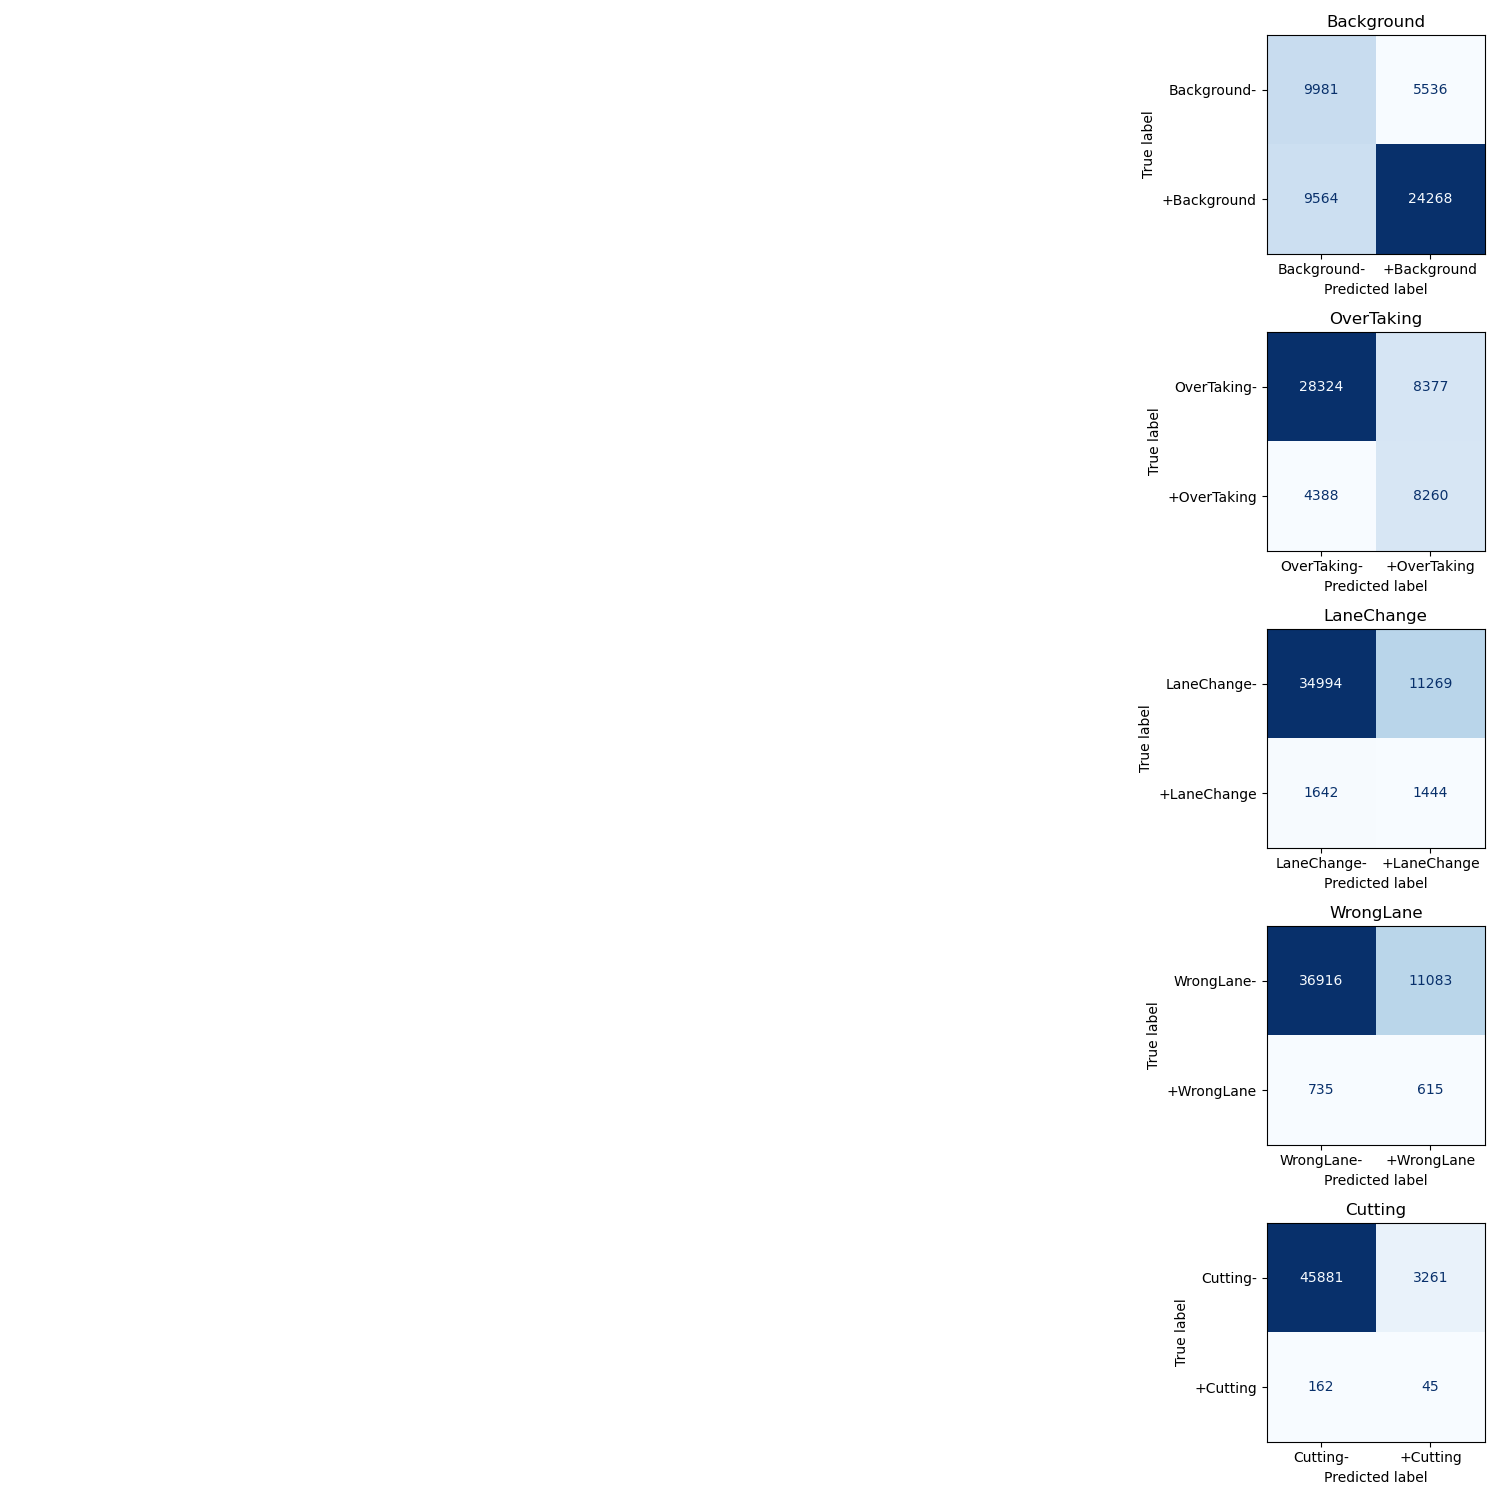 Background
Background-
9981 5536
True label
+Background
9564 24268
Background- +Background
Predicted label
OverTaking
OverTaking-
28324 8377
True label
+OverTaking
4388 8260
OverTaking- +OverTaking
Predicted label
LaneChange
LaneChange-
34994 11269
True label
+LaneChange
1642 1444
LaneChange- +LaneChange
Predicted label
WrongLane
WrongLane-
36916 11083
True label
+WrongLane
735 615
WrongLane- +WrongLane
Predicted label
Cutting
Cutting-
45881 3261
True label
+Cutting
162 45
Cutting- +Cutting
Predicted label